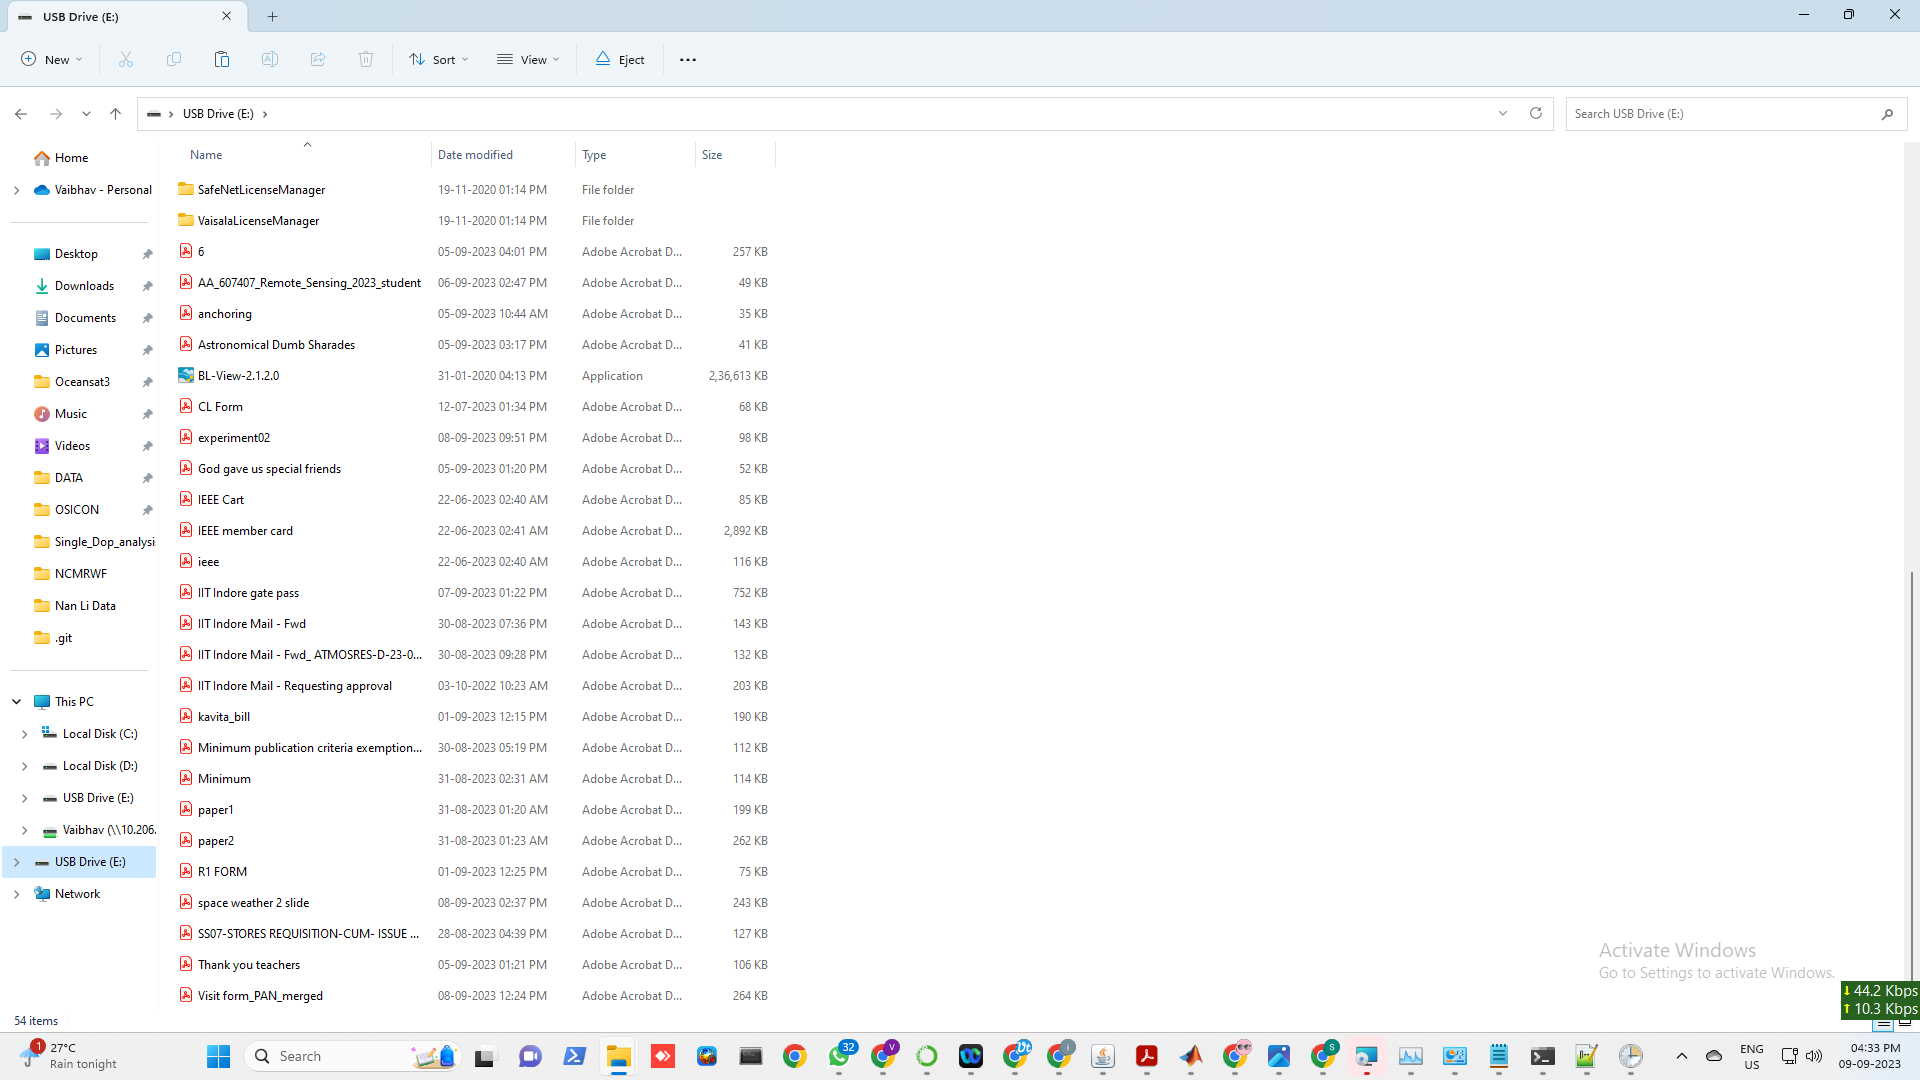 USB Drive (E:)
New
Sort
View
Eject
USB Drive (E:)
Search USB Drive (E:)
Name Date modified Type Size
Home
Vaibhav - Personal
Desktop
Downloads
Documents
Pictures
Oceansat3
Music
Videos
DATA
OSICON
Single_Dop_analysi
NCMRWF
Nan Li Data
.git
This PC
Local Disk (C:)
Local Disk (D:)
USB Drive (E:)
Vaibhav (\\10.206.
USB Drive (E:)
Network
SafeNetLicenseManager 19-11-2020 01:14 PM File folder
VaisalaLicenseManager 19-11-2020 01:14 PM File folder
6 05-09-2023 04:01 PM Adobe Acrobat D... 257 KB
AA_607407_Remote_Sensing_2023_student 06-09-2023 02:47 PM Adobe Acrobat D... 49 KB
anchoring 05-09-2023 10:44 AM Adobe Acrobat D... 35 KB
Astronomical Dumb Sharades 05-09-2023 03:17 PM Adobe Acrobat D... 41 KB
BL-View-2.1.2.0 31-01-2020 04:13 PM Application 2,36,613 KB
CL Form 12-07-2023 01:34 PM Adobe Acrobat D... 68 KB
experiment02 08-09-2023 09:51 PM Adobe Acrobat D... 98 KB
God gave us special friends 05-09-2023 01:20 PM Adobe Acrobat D... 52 KB
IEEE Cart 22-06-2023 02:40 AM Adobe Acrobat D... 85 KB
IEEE member card 22-06-2023 02:41 AM Adobe Acrobat D... 2,892 KB
ieee 22-06-2023 02:40 AM Adobe Acrobat D... 116 KB
IIT Indore gate pass 07-09-2023 01:22 PM Adobe Acrobat D... 752 KB
IIT Indore Mail - Fwd 30-08-2023 07:36 PM Adobe Acrobat D... 143 KB
IIT Indore Mail - Fwd_ ATMOSRES-D-23-0... 30-08-2023 09:28 PM Adobe Acrobat D... 132 KB
IIT Indore Mail - Requesting approval 03-10-2022 10:23 AM Adobe Acrobat D... 203 KB
kavita_bill 01-09-2023 12:15 PM Adobe Acrobat D... 190 KB
Minimum publication criteria exemption... 30-08-2023 05:19 PM Adobe Acrobat D... 112 KB
Minimum 31-08-2023 02:31 AM Adobe Acrobat D... 114 KB
paper1 31-08-2023 01:20 AM Adobe Acrobat D... 199 KB
paper2 31-08-2023 01:23 AM Adobe Acrobat D... 262 KB
R1 FORM 01-09-2023 12:25 PM Adobe Acrobat D... 75 KB
space weather 2 slide 08-09-2023 02:37 PM Adobe Acrobat D... 243 KB
SS07-STORES REQUISITION-CUM- ISSUE ... 28-08-2023 04:39 PM Adobe Acrobat D... 127 KB
Thank you teachers 05-09-2023 01:21 PM Adobe Acrobat D... 106 KB
Visit form_PAN_merged 08-09-2023 12:24 PM Adobe Acrobat D... 264 KB
Activate Windows
Go to Settings to activate Windows.
44.2 Kbps
10.3 Kbps
54 items
1
27°C
Rain tonight
Search
32
V
i
S
ENG
US
04:33 PM
09-09-2023